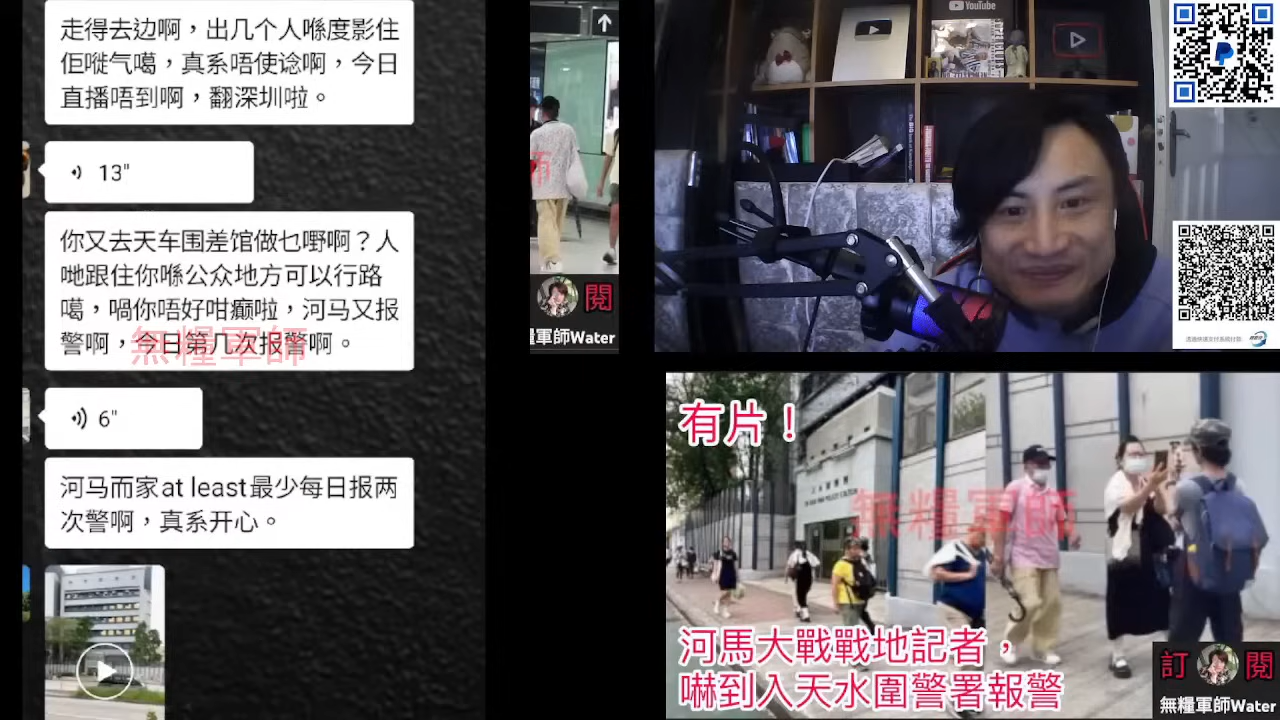 走得去边啊，出几个人喺度影住
佢嘥气噶，真系唔使谂啊，今日
直播唔到啊，翻深圳啦。
13"
你又去天车围差馆做乜嘢啊？人
哋跟住你喺公众地方可以行路
噶，喎你唔好咁癫啦，河马又报
警啊，今日第几次报警啊。
無糧軍師
6"
河马而家at least最少每日报两
次警啊，真系开心。
師
閱
軍師Water
YouTube
有片！
無糧軍師
河馬大戰戰地記者，
嚇到入天水圍警署報警
訂 閱
無糧軍師Water